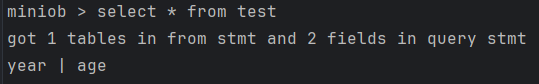 miniob > select * from test
got 1 tables in from stmt and 2 fields in query stmt
year | age